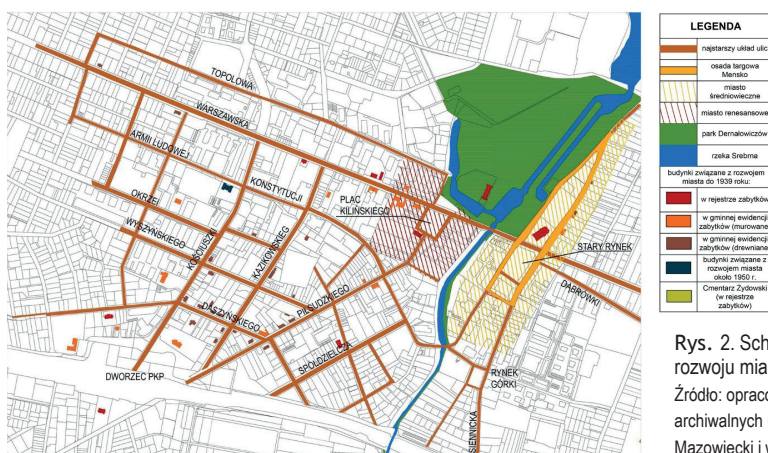 TOPOLOWA
WARSZAWSKA
ARMII LUDOWEJ
KONSTYTUCJI
PLAC
KILIŃSKIEGO
OKRZEI
WYSZYŃSKIEGO
KOŚCIUSZKI
KAZIKOWSKIEG
STARY RYNEK
DĄBRÓWKI
PIŁSUDZKIEGO
DASZYŃSKIEGO
SPÓŁDZIELCZA
DWORZEC PKP
RYNEK
GÓRKI
SIENNICKA
LEGENDA
najstarszy układ ulic
osada targowa
Mensko
miasto
średniowieczne
miasto renesansowe
park Dernałowiczów
rzeka Srebrna
budynki związane z rozwojem
miasta do 1939 roku:
w rejestrze zabytków
w gminnej ewidencji
zabytków (murowane
w gminnej ewidencji
zabytków (drewniane
budynki związane z
rozwojem miasta
około 1950 r.
Cmentarz Żydowski
(w rejestrze
zabytków)
Rys. 2. Sch
rozwoju mia
Źródło: opraco
archiwalnych
Mazowiecki i w